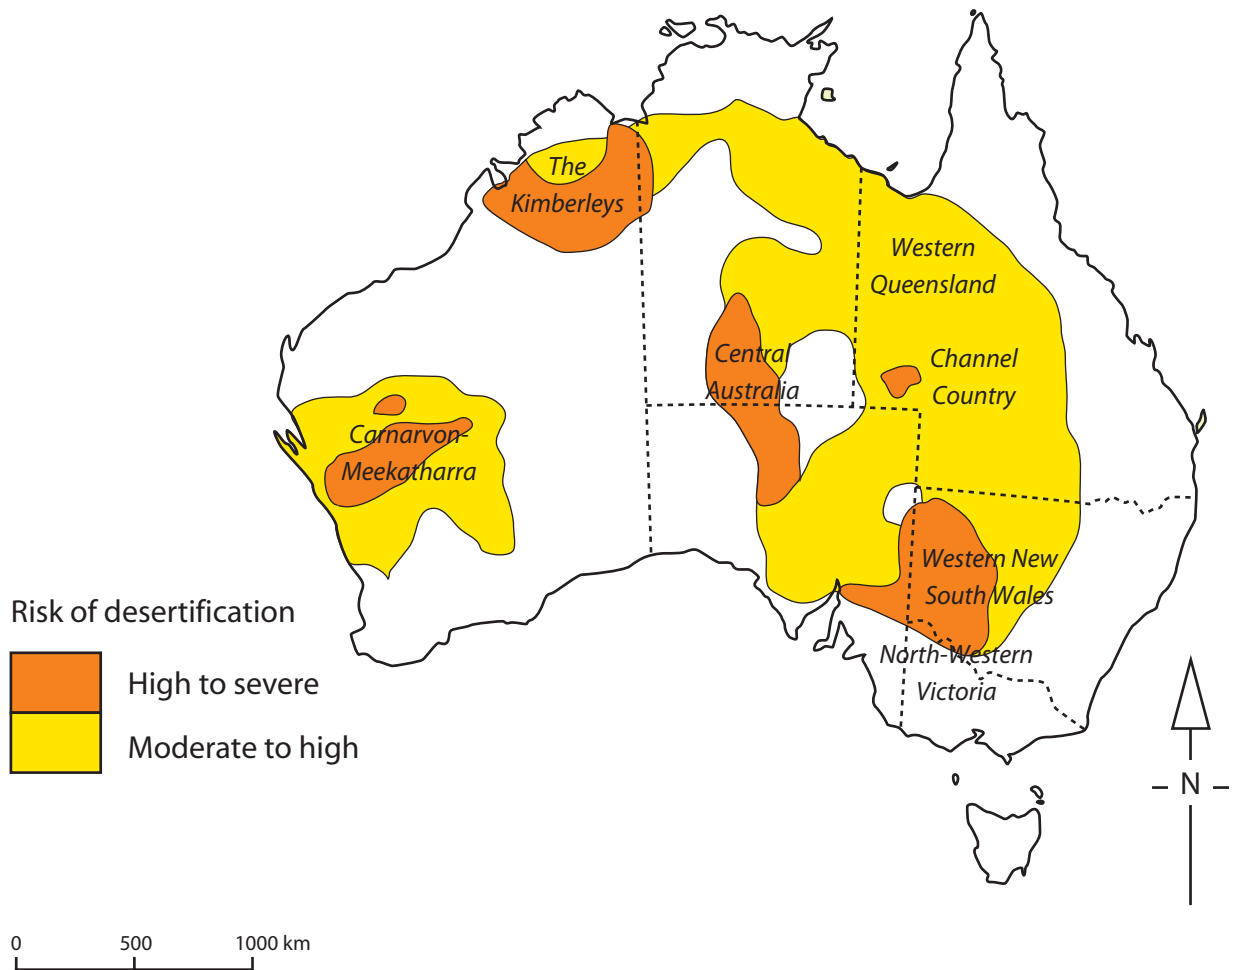 The
Kimberleys
Western
Queensland
Central
Australia
Channel
Country
Carnarvon-
Meekatharra
Western New
South Wales
North-Western
Victoria
Risk of desertification
High to severe
Moderate to high
N
0 500 1000 km